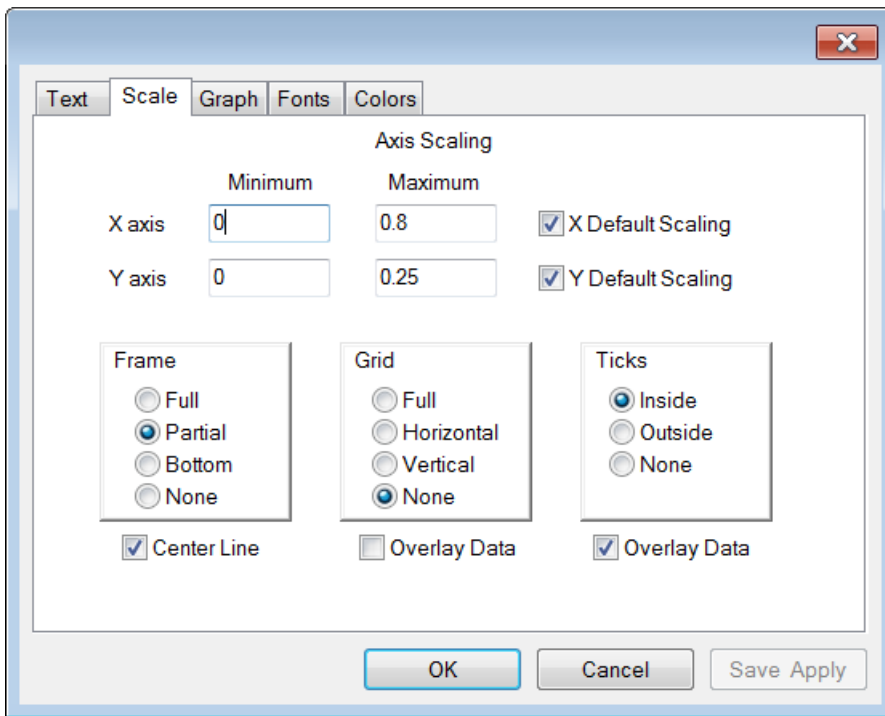 Text Scale Graph Fonts Colors
Axis Scaling
Minimum Maximum
X axis 0 0.8 X Default Scaling
Y axis 0 0.25 Y Default Scaling
Frame Grid Ticks
Full Full Inside
Partial Horizontal Outside
Bottom Vertical None
None None
Center Line Overlay Data Overlay Data
OK Cancel Save Apply